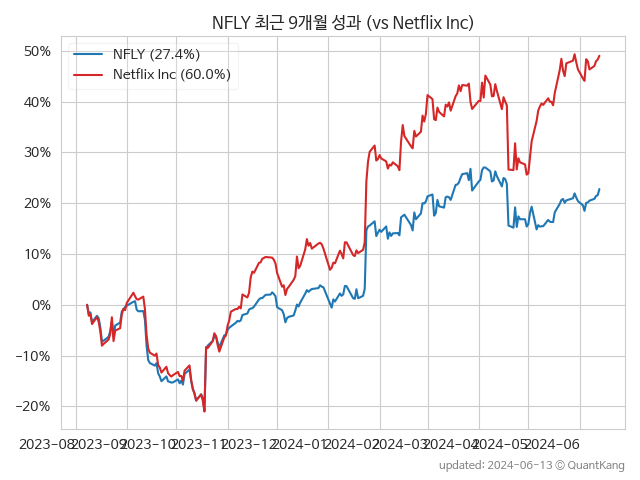 NFLY 최근 9개월 성과 (vs Netflix Inc)
NFLY (27.4%)
Netflix Inc (60.0%)
50%
40%
30%
20%
10%
0%
−10%
−20%
2023-08 2023-09 2023-10 2023-11 2023-12 2024-01 2024-02 2024-03 2024-04 2024-05 2024-06
updated: 2024-06-13 © QuantKang